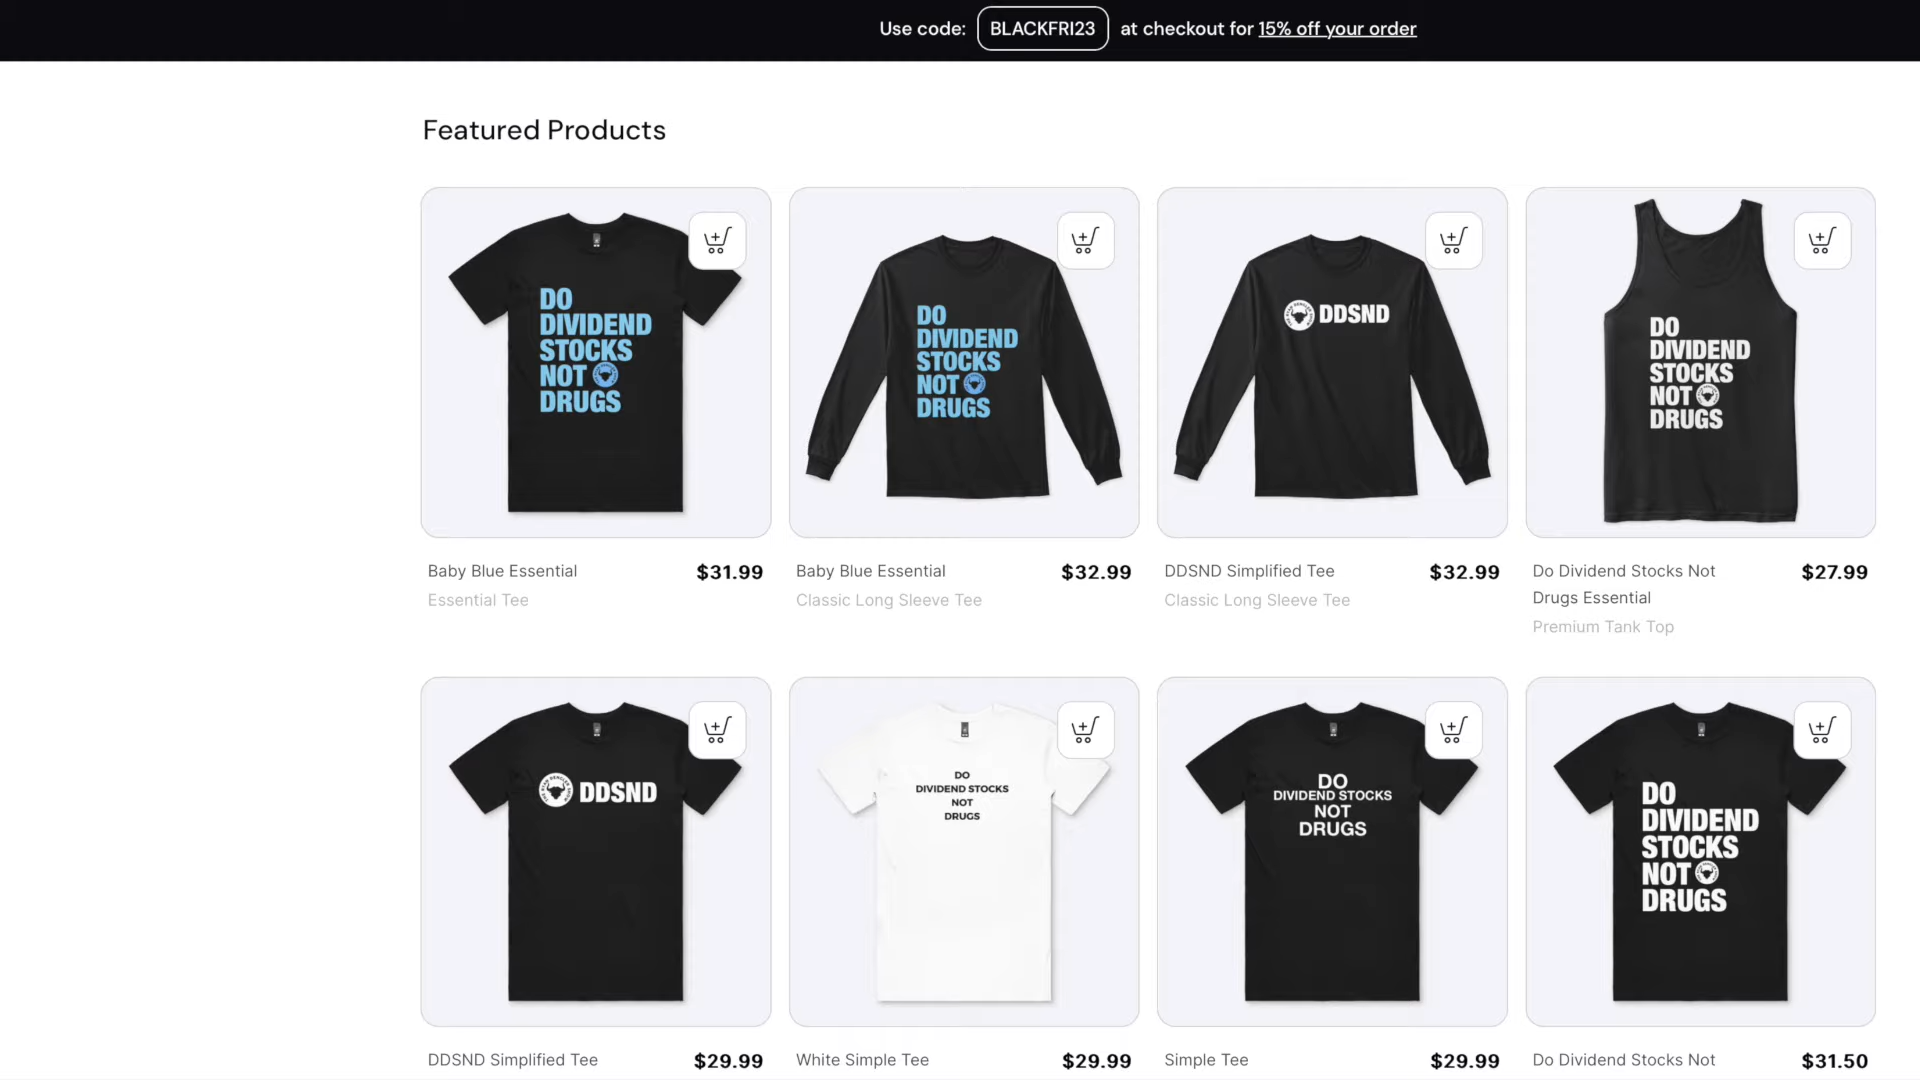 Use code: BLACKFRI23 at checkout for 15% off your order
Featured Products
DO
DIVIDEND
STOCKS
NOT
DRUGS
DO
DIVIDEND
STOCKS
NOT
DRUGS
DDSND
DO
DIVIDEND
STOCKS
NOT
DRUGS
Baby Blue Essential $31.99
Essential Tee
Baby Blue Essential $32.99
Classic Long Sleeve Tee
DDSND Simplified Tee $32.99
Classic Long Sleeve Tee
Do Dividend Stocks Not $27.99
Drugs Essential
Premium Tank Top
DDSND
DO
DIVIDEND STOCKS
NOT
DRUGS
DO
DIVIDEND STOCKS
NOT
DRUGS
DO
DIVIDEND
STOCKS
NOT
DRUGS
DDSND Simplified Tee $29.99
White Simple Tee $29.99
Simple Tee $29.99
Do Dividend Stocks Not $31.50